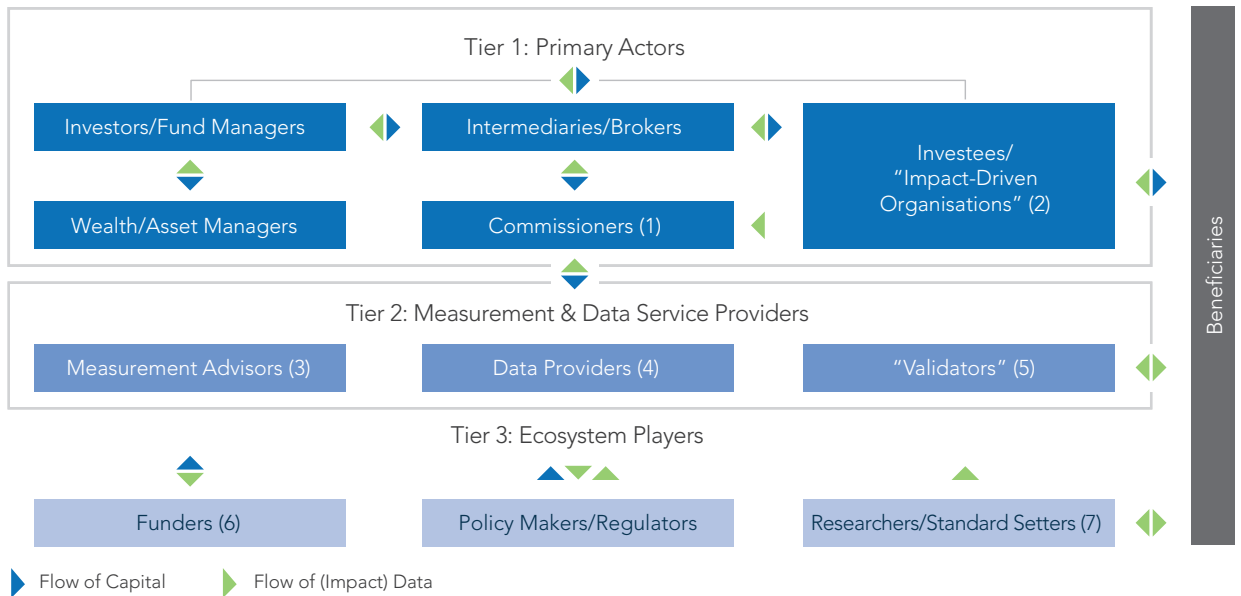 Tier 1: Primary Actors
Investors/Fund Managers
Intermediaries/Brokers
Investees/
“Impact-Driven
Organisations” (2)
Wealth/Asset Managers
Commissioners (1)
Tier 2: Measurement & Data Service Providers
Measurement Advisors (3)
Data Providers (4)
“Validators” (5)
Tier 3: Ecosystem Players
Funders (6)
Policy Makers/Regulators
Researchers/Standard Setters (7)
Beneficiaries
Flow of Capital
Flow of (Impact) Data